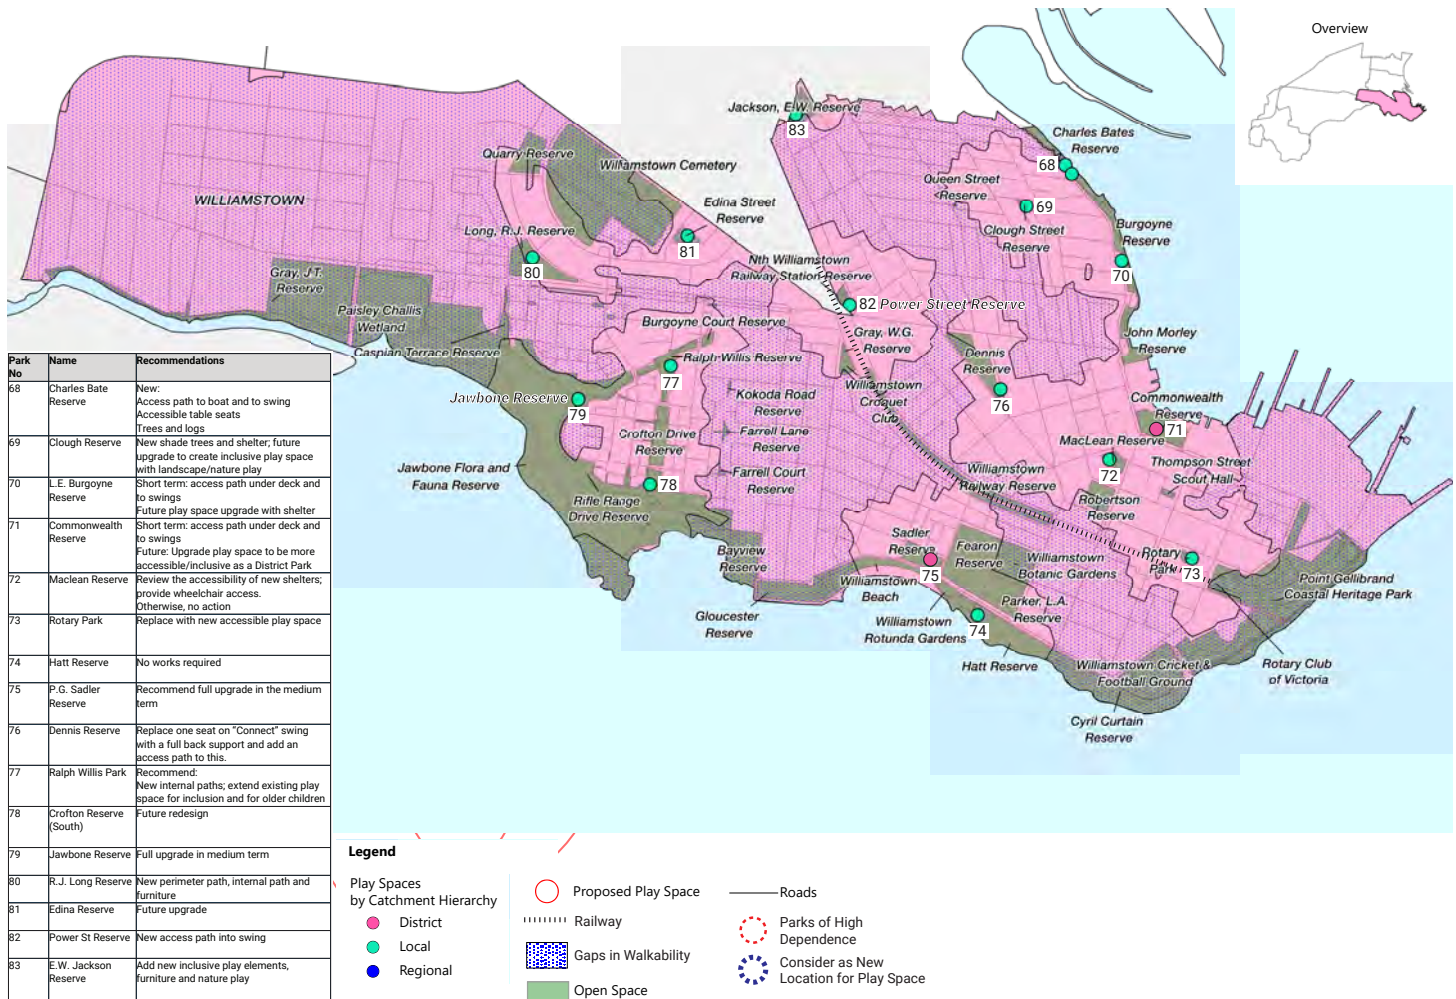 Overview
Jackson, E.W. Reserve
83
Charles Bates
Reserve
68
Quarry Reserve
Williamstown Cemetery
Queen Street
Reserve
WILLIAMSTOWN
Edina Street
Reserve
69
Clough Street
Reserve
Burgoyne
Reserve
Long, R.J. Reserve
81
80
Nth Williamstown
Railway Station Reserve
70
Gray, J.T.
Reserve
Paisley Challis
Wetland
82 Power Street Reserve
Burgoyne Court Reserve
Gray, W.G.
Reserve
John Morley
Reserve
Caspian Terrace Reserve
Ralph Willis Reserve
77
Dennis
Reserve
76
Jawbone Reserve
79
Kokoda Road
Reserve
Williamstown
Croquet
Club
Commonwealth
Reserve
71
Crofton Drive
Reserve
Farrell Lane
Reserve
MacLean Reserve
72
Thompson Street
Scout Hall
Jawbone Flora and
Fauna Reserve
Farrell Court
Reserve
78
Williamstown
Railway Reserve
Rifle Range
Drive Reserve
Robertson
Reserve
Sadler
Reserve
75
Fearon
Reserve
Bayview
Reserve
Williamstown
Botanic Gardens
Rotary
Park
73
Williamstown
Beach
Point Gellibrand
Coastal Heritage Park
Gloucester
Reserve
Parker, L.A.
Reserve
Williamstown
Rotunda Gardens
74
Hatt Reserve
Williamstown Cricket &
Football Ground
Rotary Club
of Victoria
Cyril Curtain
Reserve
Park
No
Name
Recommendations
68
Charles Bate
Reserve
New:
Access path to boat and to swing
Accessible table seats
Trees and logs
69
Clough Reserve
New shade trees and shelter; future
upgrade to create inclusive play space
with landscape/nature play
70
L.E. Burgoyne
Reserve
Short term: access path under deck and
to swings
Future play space upgrade with shelter
71
Commonwealth
Reserve
Short term: access path under deck and
to swings
Future: Upgrade play space to be more
accessible/inclusive as a District Park
72
Maclean Reserve
Review the accessibility of new shelters;
provide wheelchair access.
Otherwise, no action
73
Rotary Park
Replace with new accessible play space
74
Hatt Reserve
No works required
75
P.G. Sadler
Reserve
Recommend full upgrade in the medium
term
76
Dennis Reserve
Replace one seat on "Connect" swing
with a full back support and add an
access path to this.
77
Ralph Willis Park
Recommend:
New internal paths; extend existing play
space for inclusion and for older children
78
Crofton Reserve
(South)
Future redesign
79
Jawbone Reserve
Full upgrade in medium term
80
R.J. Long Reserve
New perimeter path, internal path and
furniture
81
Edina Reserve
Future upgrade
82
Power St Reserve
New access path into swing
83
E.W. Jackson
Reserve
Add new inclusive play elements,
furniture and nature play
Legend
Play Spaces
by Catchment Hierarchy
District
Local
Regional
Proposed Play Space
Railway
Gaps in Walkability
Open Space
Roads
Parks of High
Dependence
Consider as New
Location for Play Space